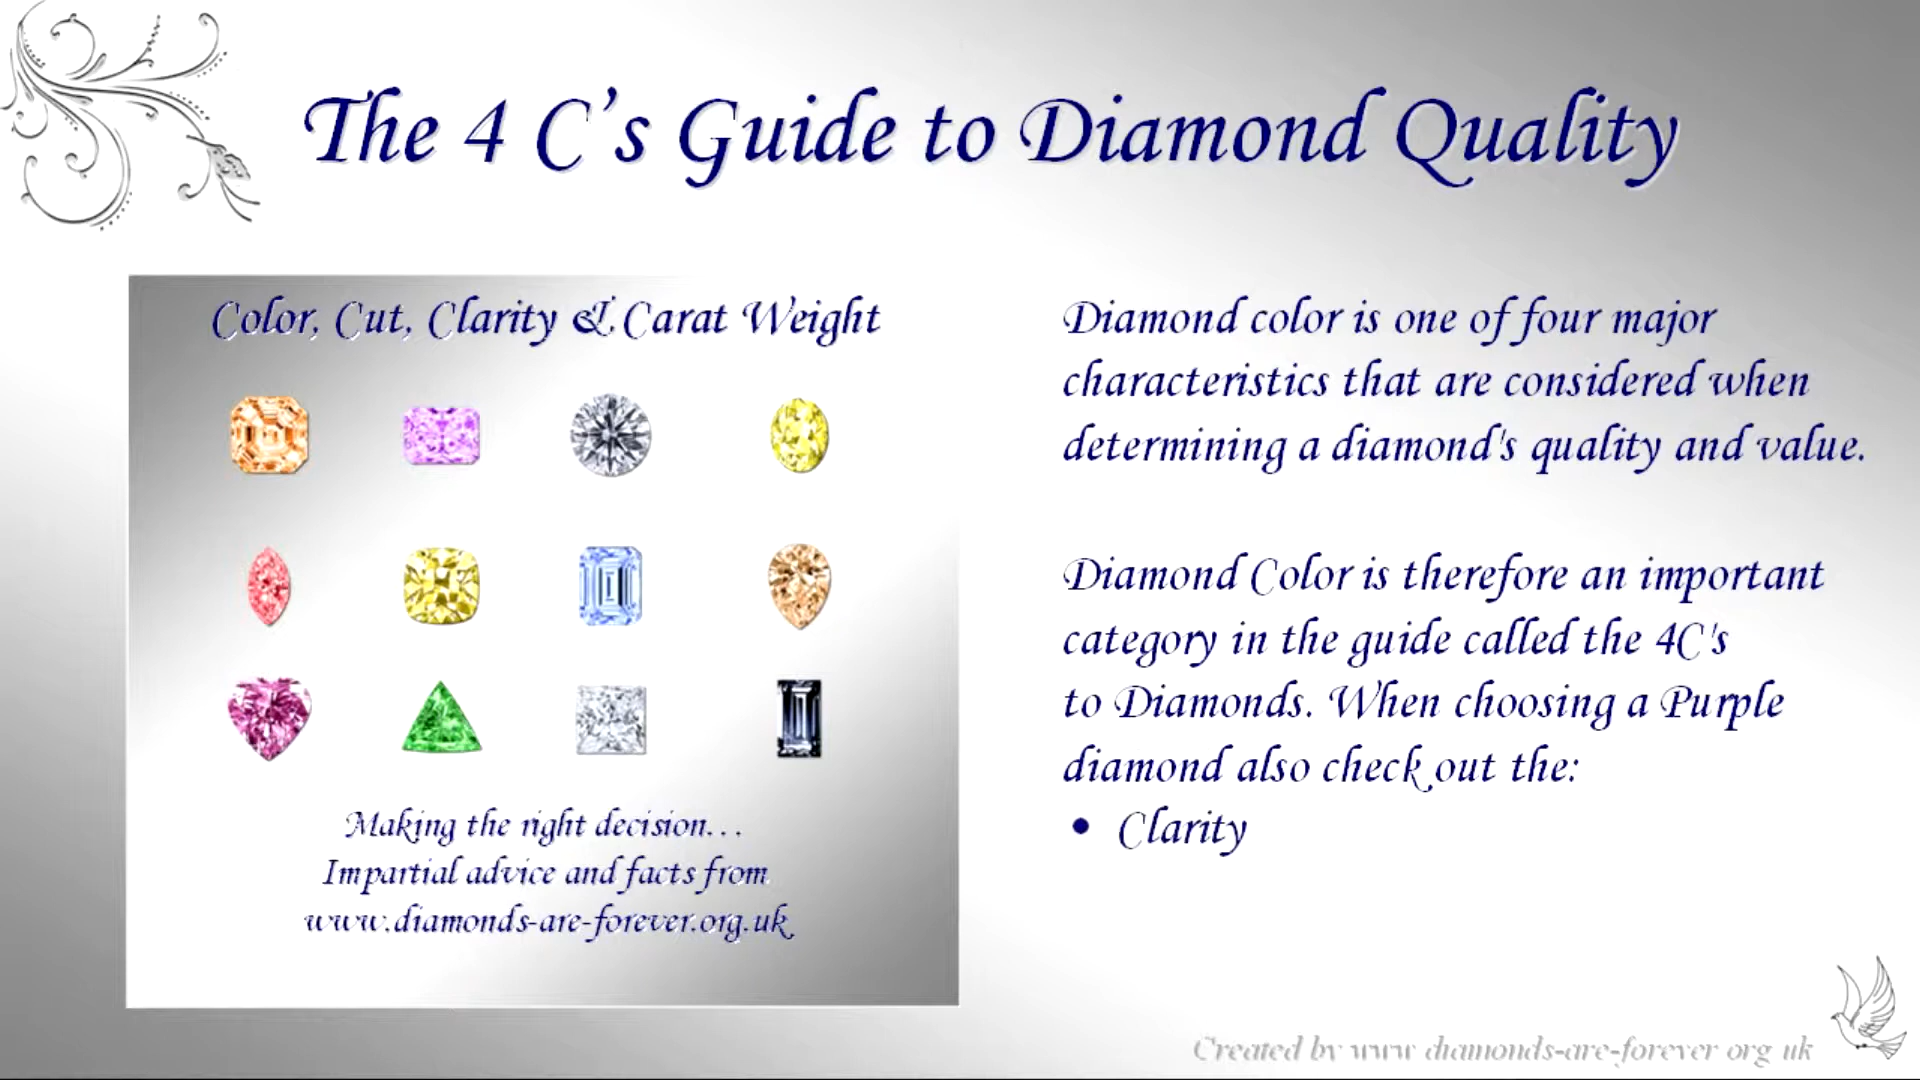 The 4 C's Guide to Diamond Quality
Color, Cut, Clarity & Carat Weight
Making the right decision...
Impartial advice and facts from
www.diamonds-are-forever.org.uk
Diamond color is one of four major
characteristics that are considered when
determining a diamond's quality and value.
Diamond Color is therefore an important
category in the guide called the 4C's
to Diamonds. When choosing a Purple
diamond also check out the:
• Clarity
Created by www diamonds-are-forever org uk